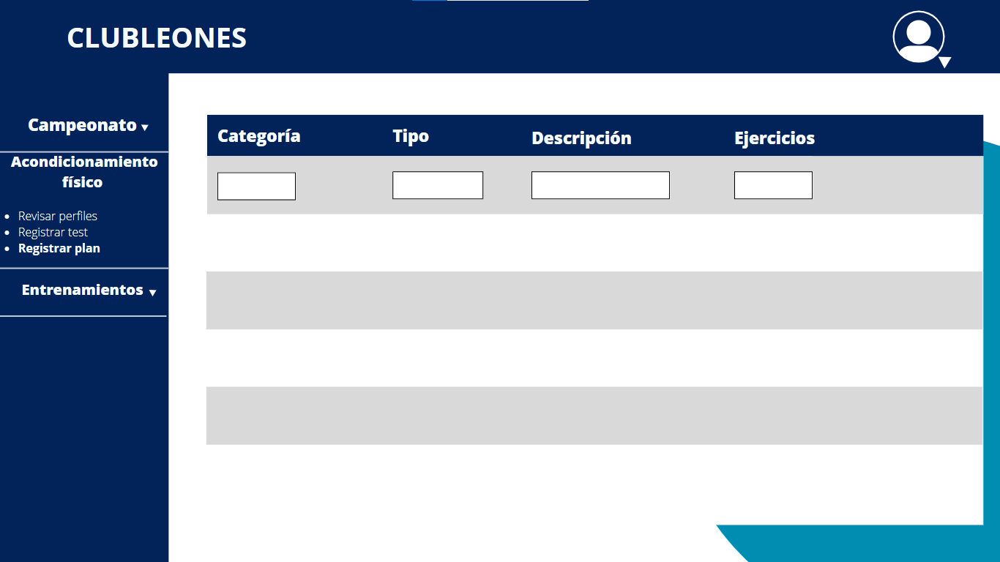 CLUBLEONES
Campeonato
Acondicionamiento
físico
Revisar perfiles
Registrar test
Registrar plan
Entrenamientos
Categoría Tipo Descripción Ejercicios